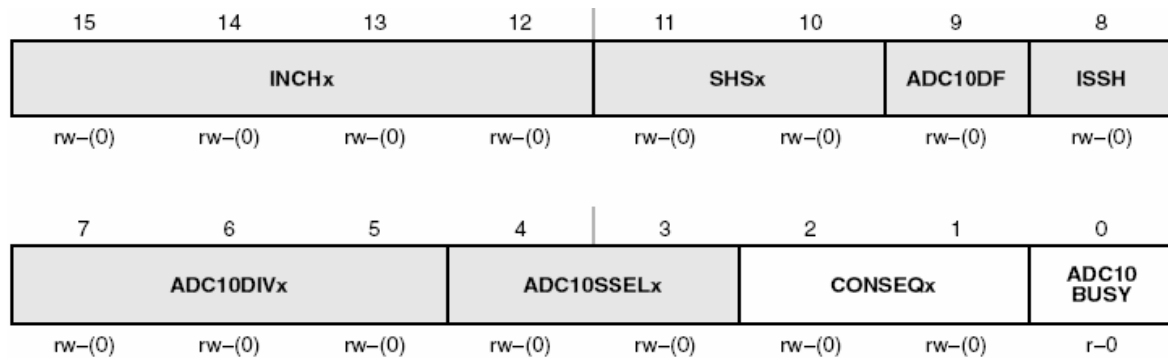 15 14 13 12 11 10 9 8
INCHx SHSx ADC10DF ISSH
rw–(0) rw–(0) rw–(0) rw–(0) rw–(0) rw–(0) rw–(0) rw–(0)
7 6 5 4 3 2 1 0
ADC10DIVx ADC10SSELx CONSEQx ADC10
BUSY
rw–(0) rw–(0) rw–(0) rw–(0) rw–(0) rw–(0) rw–(0) r–0